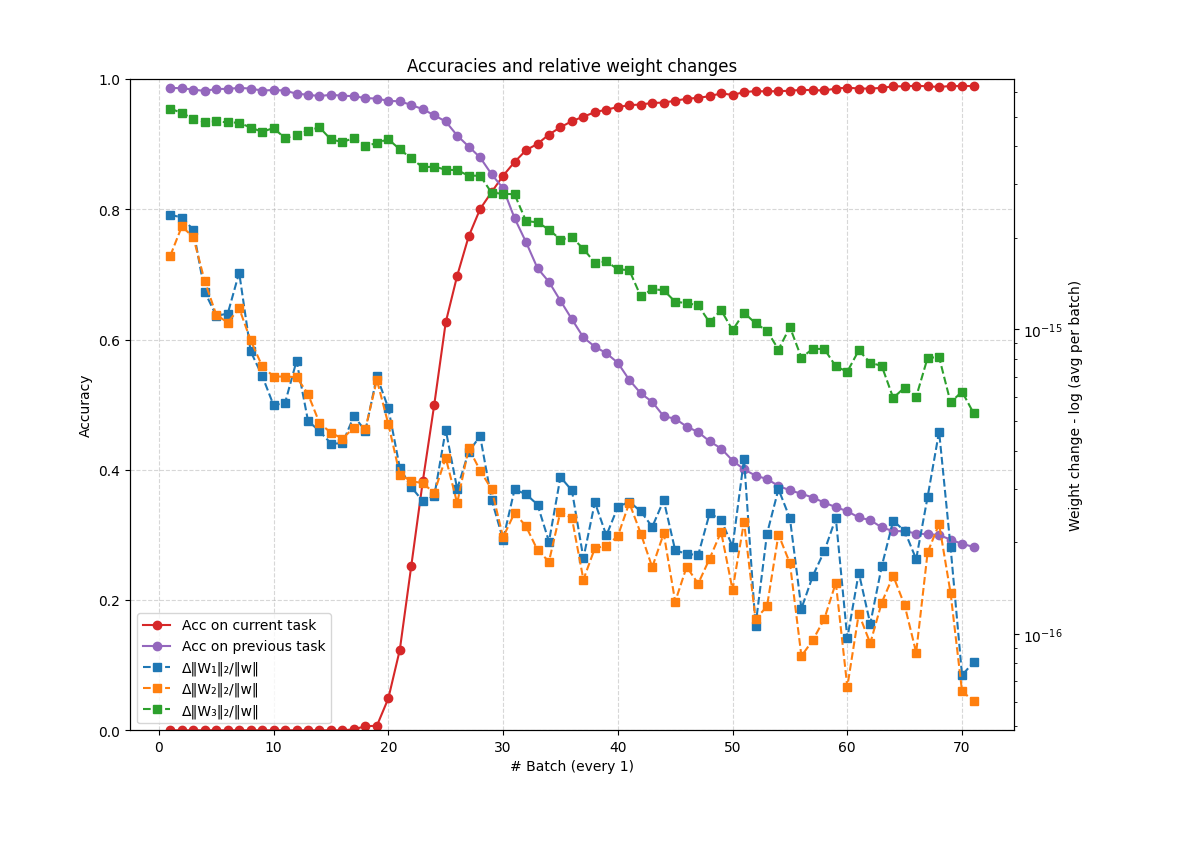 Accuracies and relative weight changes
1.0
0.8
0.6
0.4
0.2
0.0
Accuracy
0 10 20 30 40 50 60 70
# Batch (every 1)
10⁻¹⁵
10⁻¹⁶
Weight change - log (avg per batch)
Acc on current task
Acc on previous task
Δ‖W₁‖₂/‖w‖
Δ‖W₂‖₂/‖w‖
Δ‖W₃‖₂/‖w‖